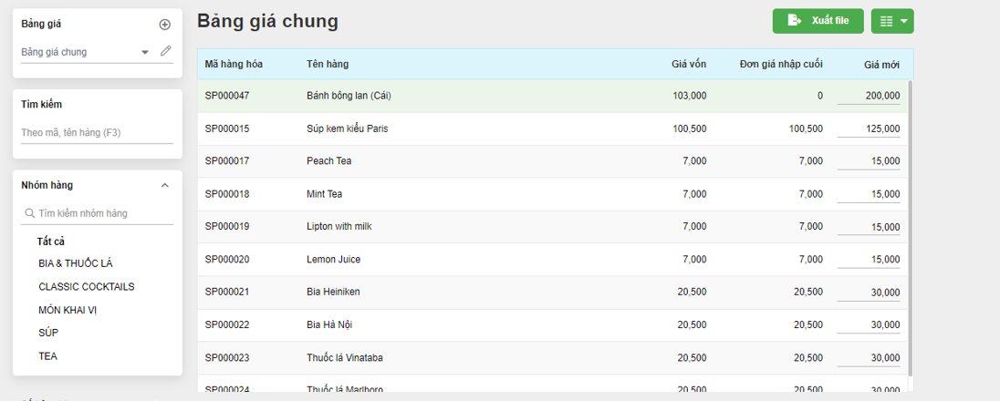 Bảng giá
Bảng giá chung
Tìm kiếm
Theo mã, tên hàng (F3)
Nhóm hàng
Tìm kiếm nhóm hàng
Tất cả
BIA & THUỐC LÁ
CLASSIC COCKTAILS
MÓN KHAI VỊ
SÚP
TEA
Bảng giá chung
Xuất file
Mã hàng hóa Tên hàng Giá vốn Đơn giá nhập cuối Giá mới
SP000047 Bánh bông lan (Cái) 103,000 0 200,000
SP000015 Súp kem kiểu Paris 100,500 100,500 125,000
SP000017 Peach Tea 7,000 7,000 15,000
SP000018 Mint Tea 7,000 7,000 15,000
SP000019 Lipton with milk 7,000 7,000 15,000
SP000020 Lemon Juice 7,000 7,000 15,000
SP000021 Bia Heiniken 20,500 20,500 30,000
SP000022 Bia Hà Nội 20,500 20,500 30,000
SP000023 Thuốc lá Vinataba 20,500 20,500 30,000
SP000024 Thuốc lá Marlboro 20,500 20,500 30,000